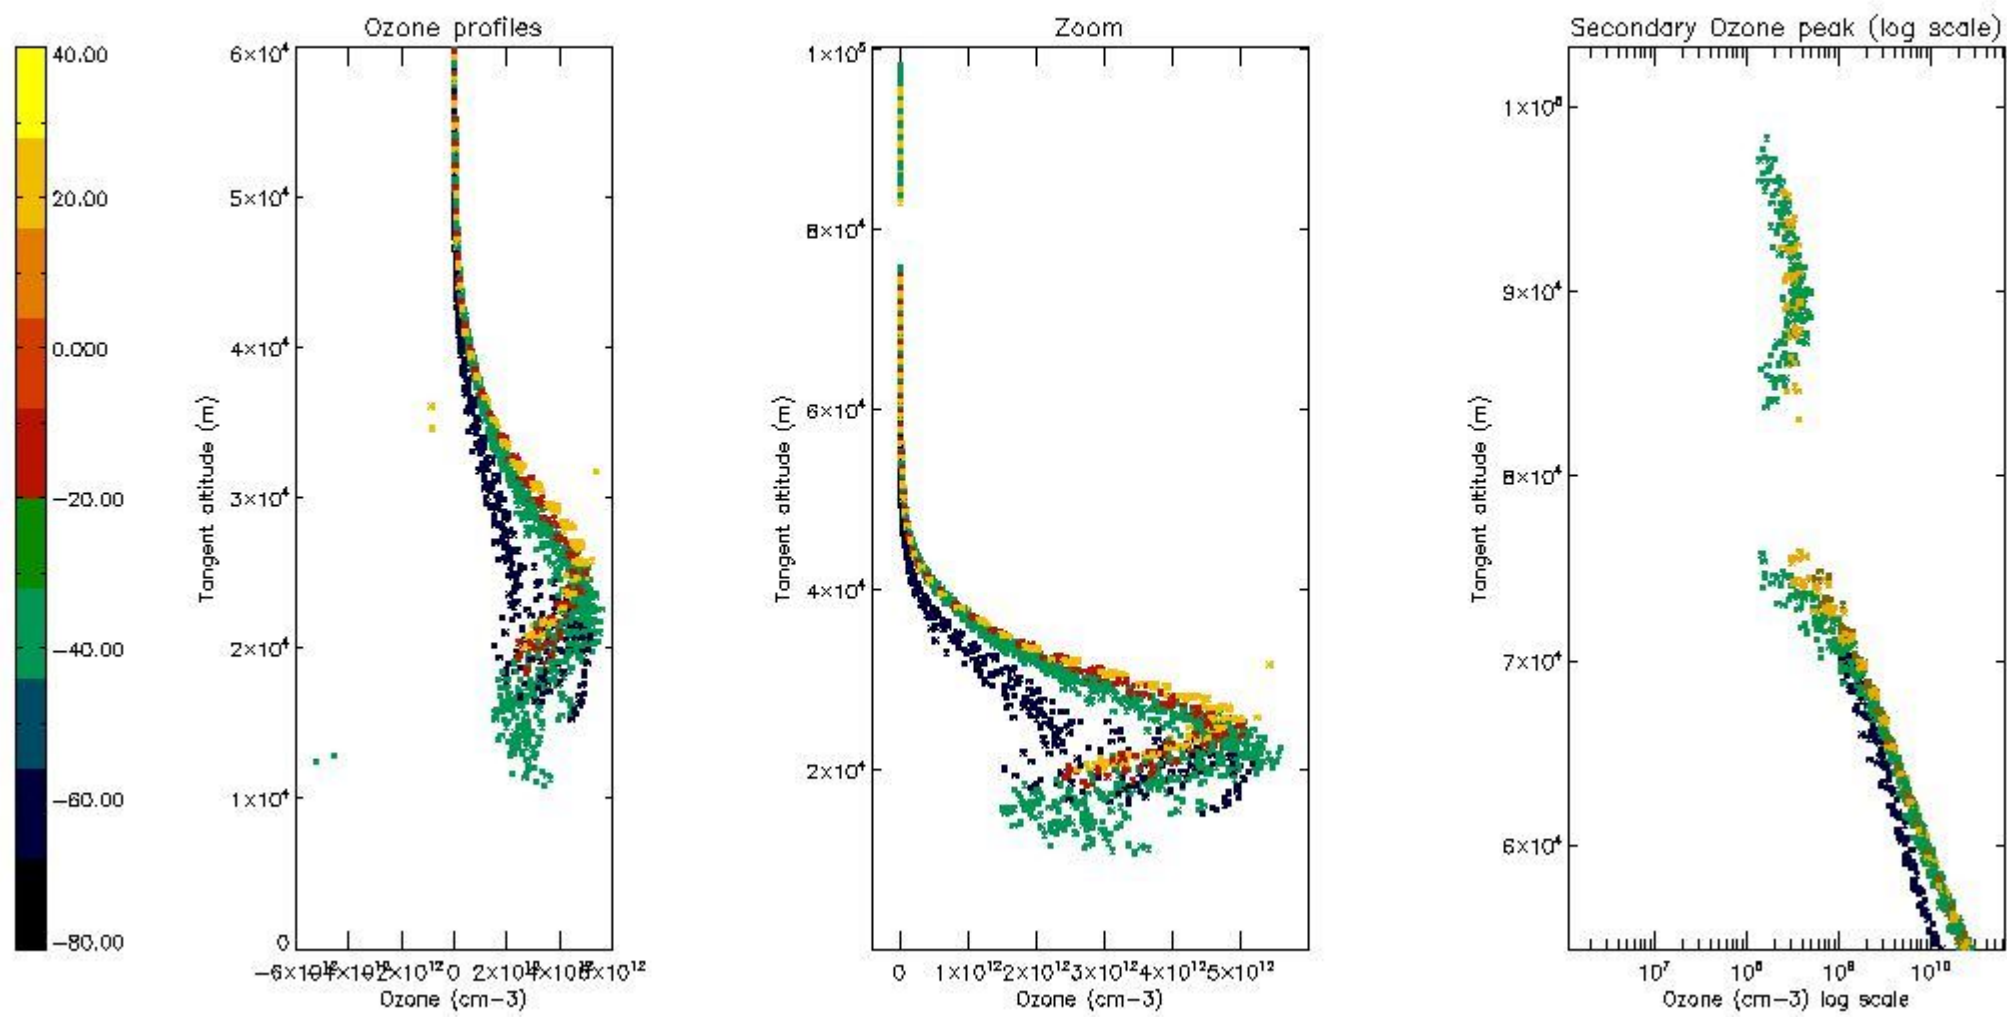 Ozone profiles
Zoom
Secondary Ozone peak (log scale)
40.00
20.00
0.000
−20.00
−40.00
−60.00
−80.00
6×10⁴
5×10⁴
4×10⁴
3×10⁴
2×10⁴
1×10⁴
0
Tangent altitude (m)
0
Ozone (cm−3)
1×10⁵
8×10⁴
6×10⁴
4×10⁴
2×10⁴
Tangent altitude (m)
0 1×10¹² 2×10¹² 3×10¹² 4×10¹² 5×10¹²
Ozone (cm−3)
9×10⁴
8×10⁴
7×10⁴
6×10⁴
Tangent altitude (m)
10⁷ 10⁸ 10⁹ 10¹⁰
Ozone (cm−3) log scale